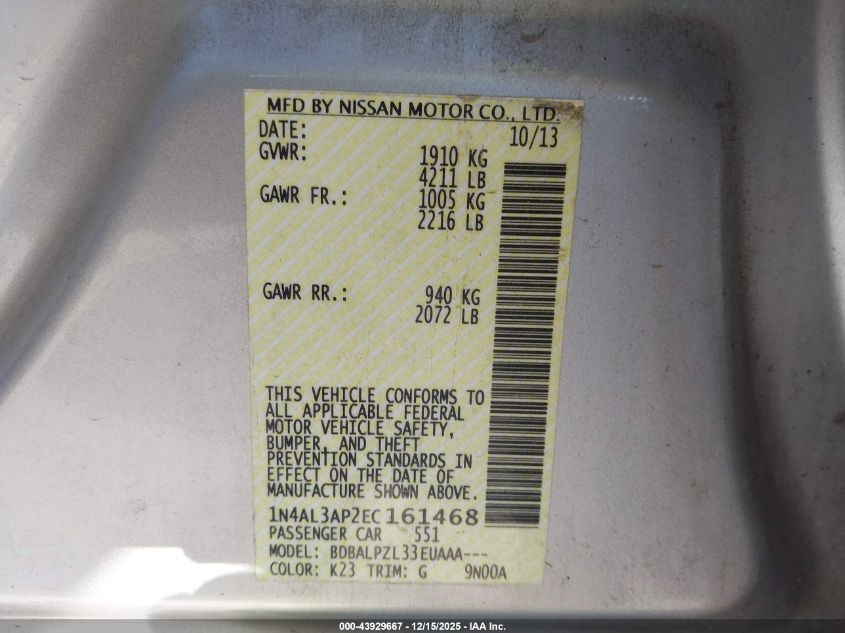 MFD BY NISSAN MOTOR CO., LTD.
DATE: 10/13
GVWR: 1910 KG
4211 LB
GAWR FR.: 1005 KG
2216 LB
GAWR RR.: 940 KG
2072 LB
THIS VEHICLE CONFORMS TO
ALL APPLICABLE FEDERAL
MOTOR VEHICLE SAFETY,
BUMPER, AND THEFT
PREVENTION STANDARDS IN
EFFECT ON THE DATE OF
MANUFACTURE SHOWN ABOVE.
1N4AL3AP2EC161468
PASSENGER CAR 551
MODEL: BDBALPZL33EUAAA---
COLOR: K23 TRIM: G 9N00A
000-43929667 - 12/15/2025 - IAA Inc.